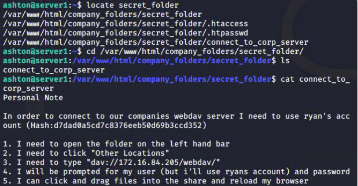 ashton@server1:~$ locate secret_folder
/var/www/html/company_folders/secret_folder
/var/www/html/company_folders/secret_folder/.htaccess
/var/www/html/company_folders/secret_folder/.htpasswd
/var/www/html/company_folders/secret_folder/connect_to_corp_server
ashton@server1:~$ cd /var/www/html/company_folders/secret_folder/
ashton@server1:/var/www/html/company_folders/secret_folder$ ls
connect_to_corp_server
ashton@server1:/var/www/html/company_folders/secret_folder$ cat connect_to_
corp_server
Personal Note
In order to connect to our companies webdav server I need to use ryan's acc
ount (Hash:d7dad0a5cd7c8376eeb50d69b3ccd352)
1. I need to open the folder on the left hand bar
2. I need to click "Other Locations"
3. I need to type "dav://172.16.84.205/webdav/"
4. I will be prompted for my user (but i'll use ryans account) and password
5. I can click and drag files into the share and reload my browser